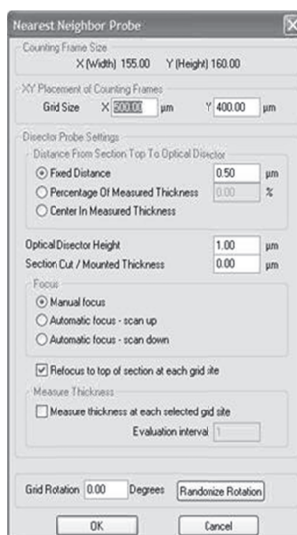 Nearest Neighbor Probe
Counting Frame Size
X (Width) 155.00 Y (Height) 160.00
XY Placement of Counting Frames
Grid Size X 500.00 µm Y 400.00 µm
Disector Probe Settings
Distance From Section Top To Optical Disector
Fixed Distance 0.50 µm
Percentage Of Measured Thickness 0.00 %
Center In Measured Thickness
Optical Disector Height 1.00 µm
Section Cut / Mounted Thickness 0.00 µm
Focus
Manual focus
Automatic focus - scan up
Automatic focus - scan down
Refocus to top of section at each grid site
Measure Thickness
Measure thickness at each selected grid site
Evaluation interval 1
Grid Rotation 0.00 Degrees Randomize Rotation
OK Cancel